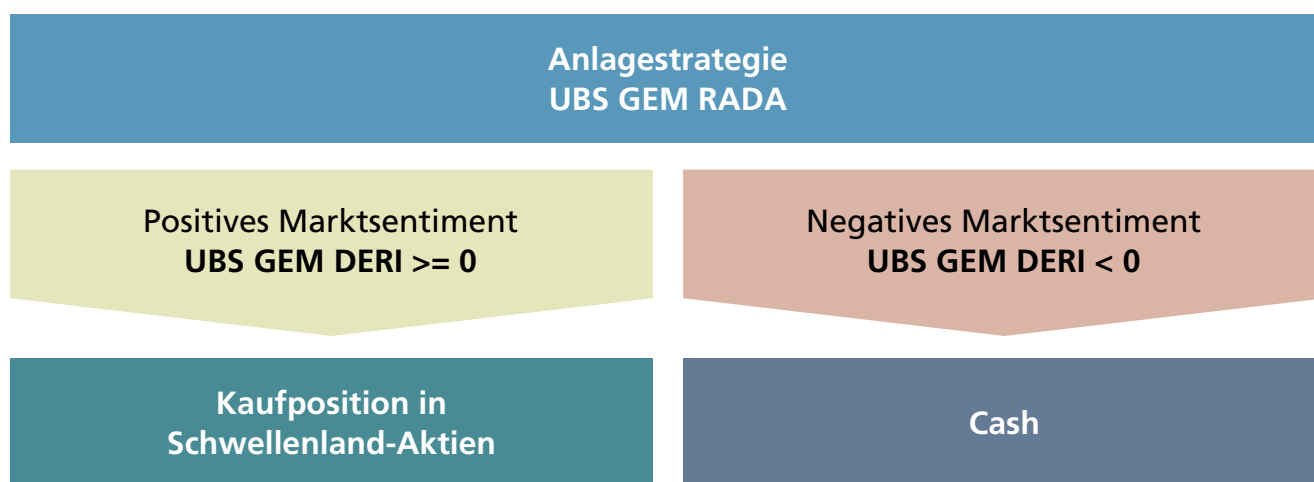 Anlagestrategie
UBS GEM RADA
Positives Marktsentiment
UBS GEM DERI >= 0
Negatives Marktsentiment
UBS GEM DERI < 0
Kaufposition in
Schwellenland-Aktien
Cash